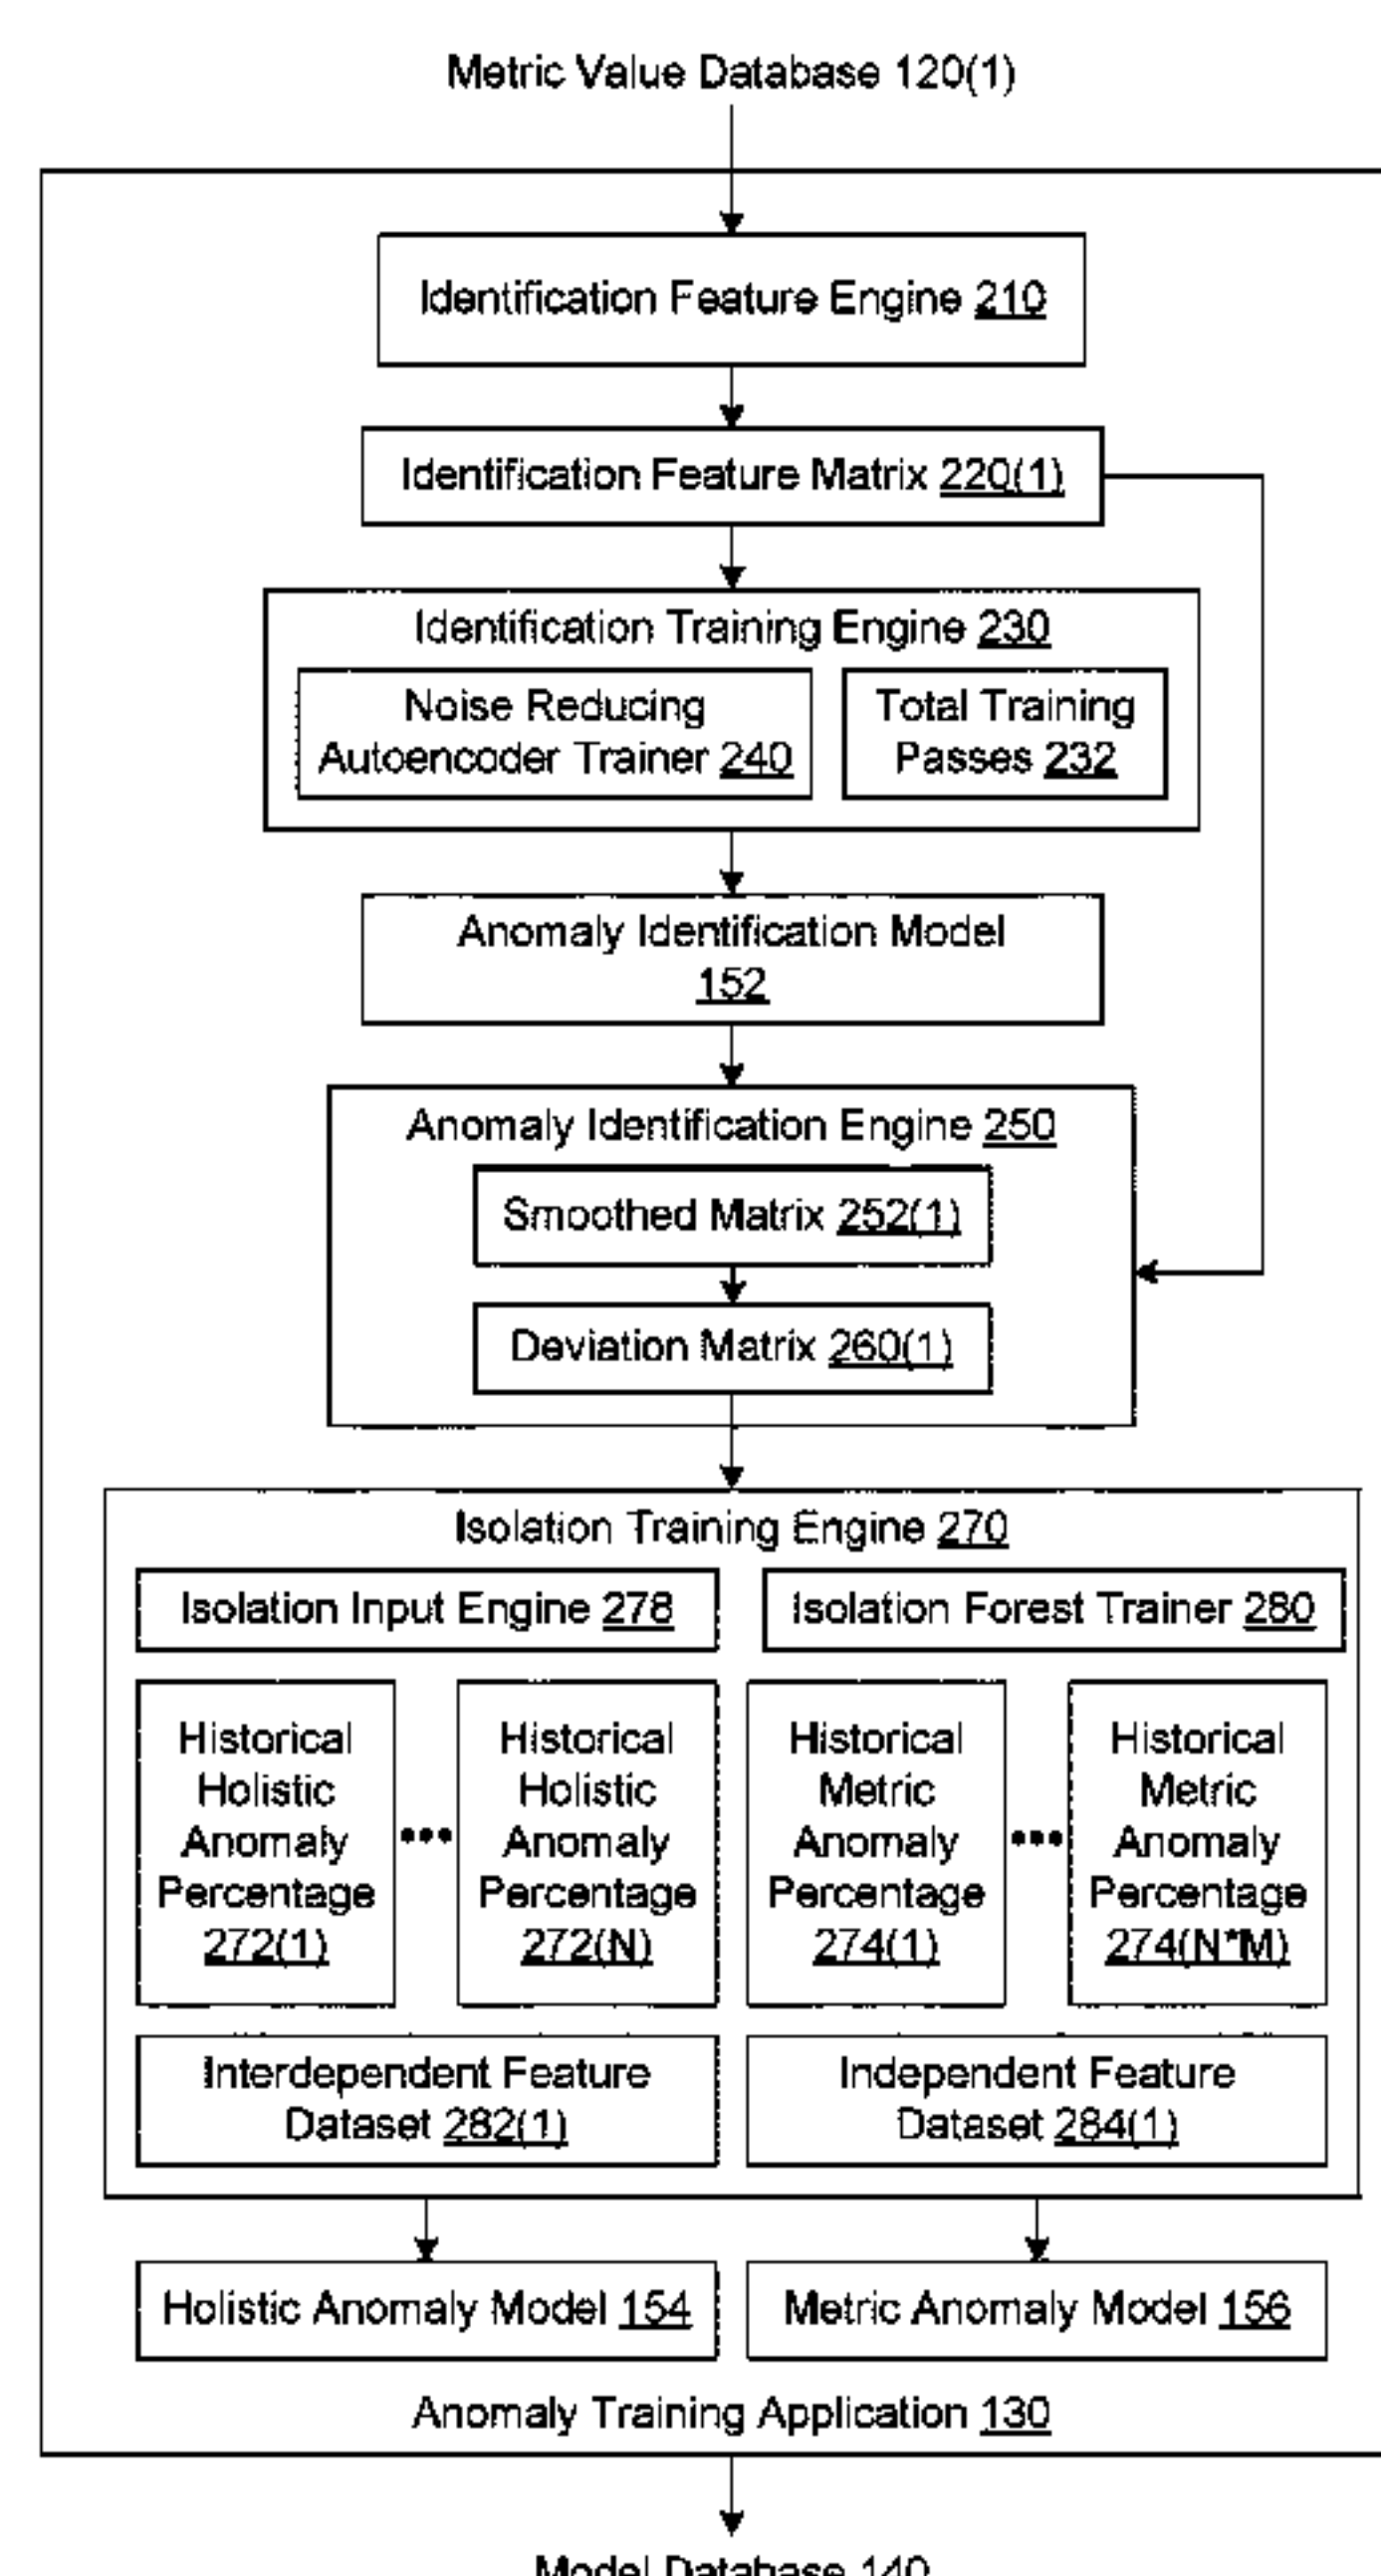 Metric Value Database 120(1)
Identification Feature Engine 210
Identification Feature Matrix 220(1)
Identification Training Engine 230
Noise Reducing
Autoencoder Trainer 240
Total Training
Passes 232
Anomaly Identification Model
152
Anomaly Identification Engine 250
Smoothed Matrix 252(1)
Deviation Matrix 260(1)
Isolation Training Engine 270
Isolation Input Engine 278
Isolation Forest Trainer 280
Historical
Holistic
Anomaly
Percentage
272(1)
•••
Historical
Holistic
Anomaly
Percentage
272(N)
Historical
Metric
Anomaly
Percentage
274(1)
•••
Historical
Metric
Anomaly
Percentage
274(N*M)
Interdependent Feature
Dataset 282(1)
Independent Feature
Dataset 284(1)
Holistic Anomaly Model 154
Metric Anomaly Model 156
Anomaly Training Application 130
Model Database 140